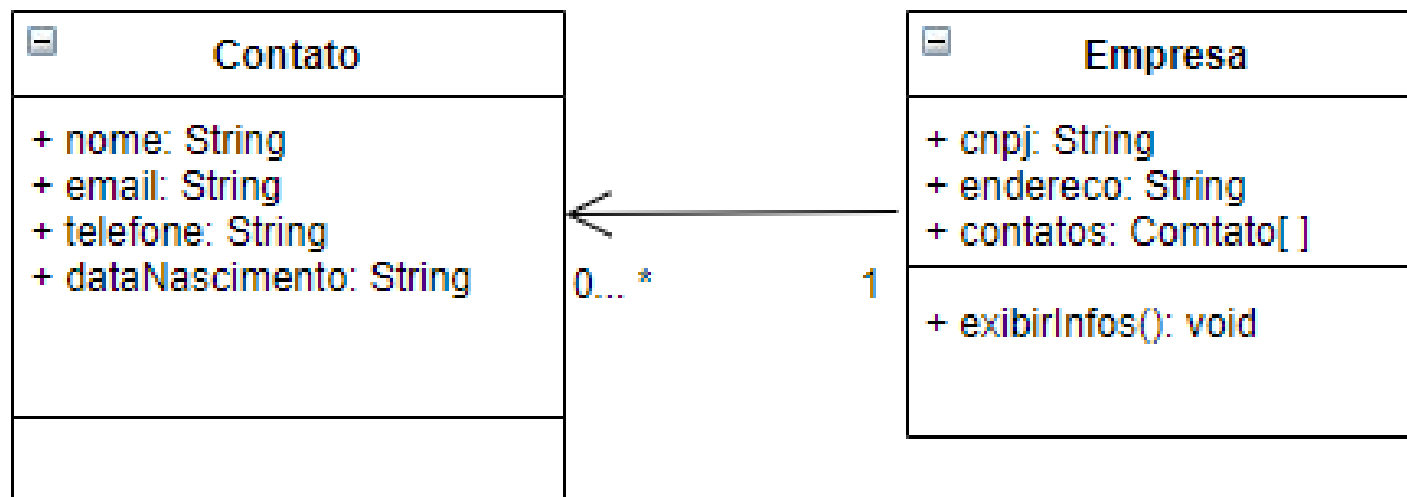 Contato
+ nome: String
+ email: String
+ telefone: String
+ dataNascimento: String
0... *
1
Empresa
+ cnpj: String
+ endereco: String
+ contatos: Comtato[ ]
+ exibirInfos(): void